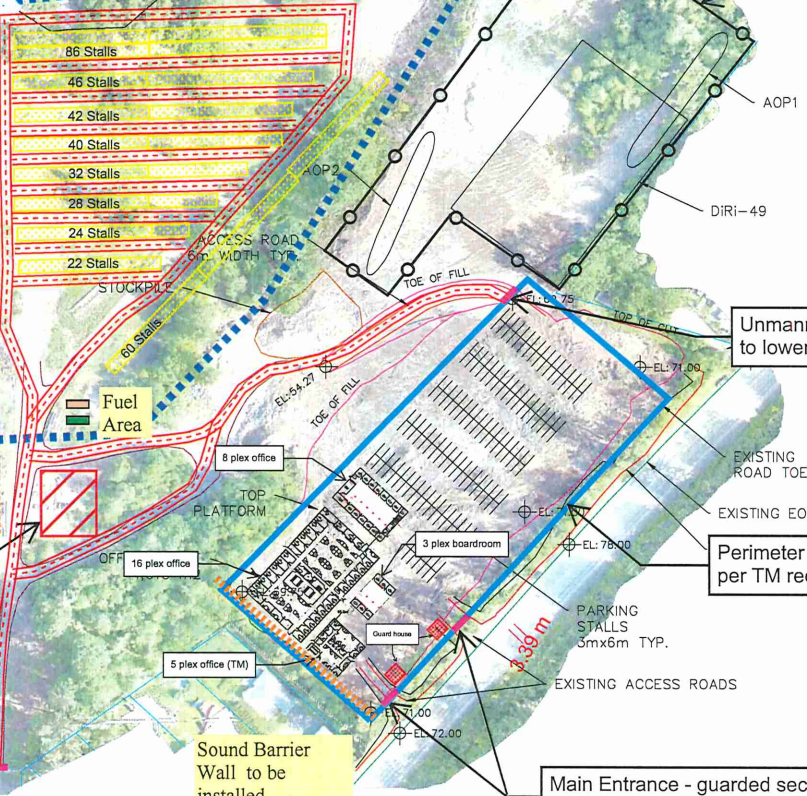 86 Stalls
46 Stalls
42 Stalls
40 Stalls
32 Stalls
28 Stalls
24 Stalls
22 Stalls
60 Stalls
AOP1
AOP2
DiRi-49
ACCESS ROAD
6m WIDTH TYP.
STOCKPILE
TOE OF FILL
TOP OF CUT
Unmann
to lower
EL: 71.00
EL: 54.27
TOE OF FILL
Fuel
Area
8 plex office
EXISTING
ROAD TOE
TOP
PLATFORM
EXISTING EO
3 plex boardroom
EL: 78.00
OFF
16 plex office
Perimeter
per TM rec
PARKING
STALLS
3mx6m TYP.
Guard house
3.39 m
5 plex office (TM)
EXISTING ACCESS ROADS
EL: 71.00
EL: 72.00
Sound Barrier
Wall to be
installed
Main Entrance - guarded sec